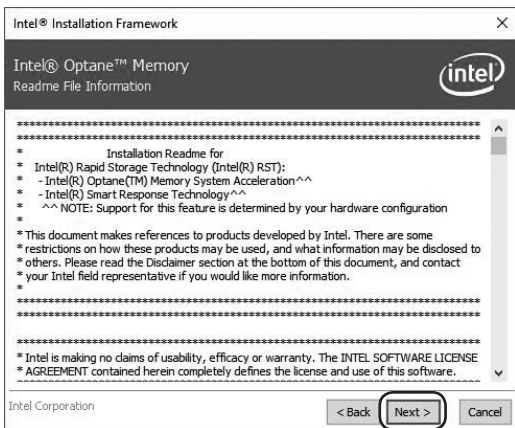 Intel® Installation Framework
Intel® Optane™ Memory
Readme File Information
intel
*******************************************************************************
*******************************************************************************
* Installation Readme for
* Intel(R) Rapid Storage Technology (Intel(R) RST):
* - Intel(R) Optane(TM) Memory System Acceleration^^
* - Intel(R) Smart Response Technology^^
* ^^ NOTE: Support for this feature is determined by your hardware configuration
*
* This document makes references to products developed by Intel. There are some
* restrictions on how these products may be used, and what information may be disclosed to
* others. Please read the Disclaimer section at the bottom of this document, and contact
* your Intel field representative if you would like more information.
*
*******************************************************************************
*******************************************************************************
*******************************************************************************
* Intel is making no claims of usability, efficacy or warranty. The INTEL SOFTWARE LICENSE
* AGREEMENT contained herein completely defines the license and use of this software.
*******************************************************************************
Intel Corporation
< Back
Next >
Cancel